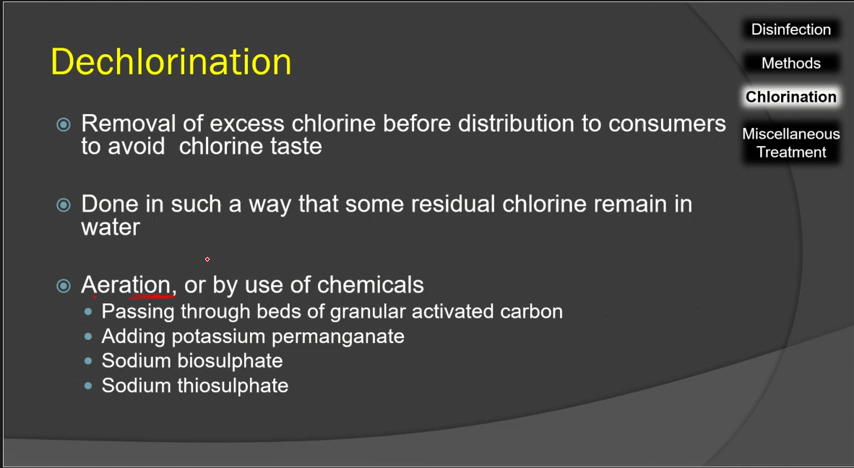 Dechlorination
Removal of excess chlorine before distribution to consumers
to avoid chlorine taste
Done in such a way that some residual chlorine remain in
water
Aeration, or by use of chemicals
Passing through beds of granular activated carbon
Adding potassium permanganate
Sodium biosulphate
Sodium thiosulphate
Disinfection
Methods
Chlorination
Miscellaneous
Treatment